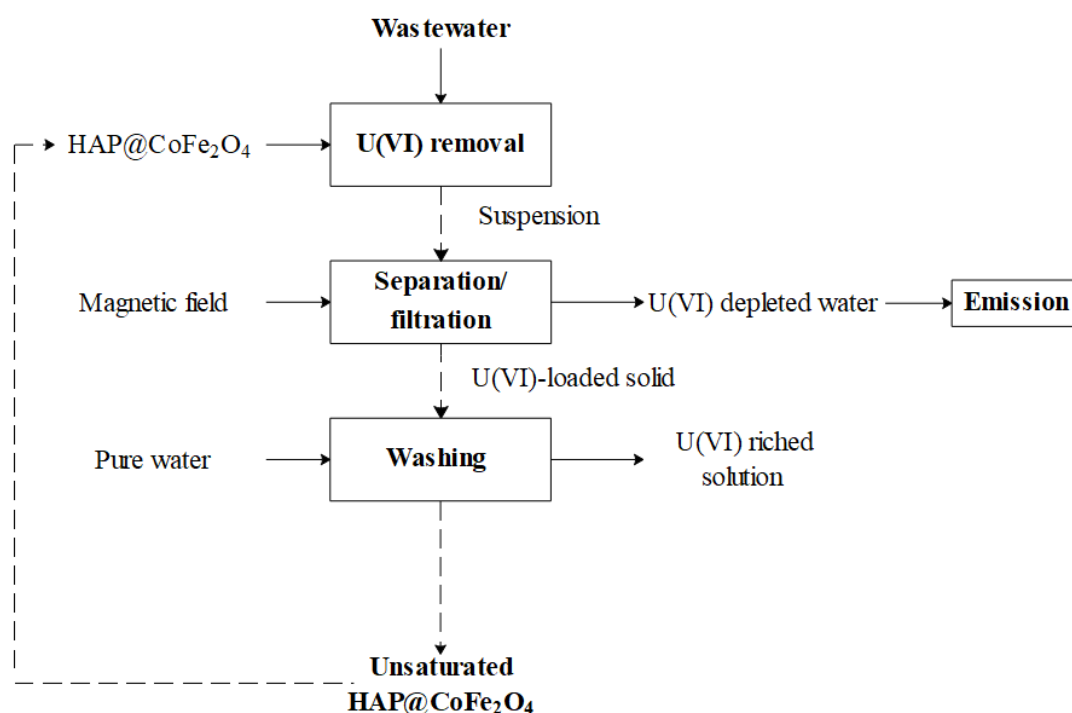 Wastewater
HAP@CoFe₂O₄
U(VI) removal
Suspension
Magnetic field
Separation/
filtration
U(VI) depleted water
Emission
U(VI)-loaded solid
Pure water
Washing
U(VI) riched
solution
Unsaturated
HAP@CoFe₂O₄